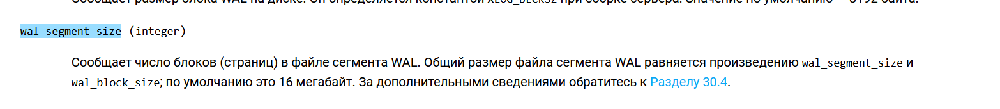 Сообщает размер блока WAL на диске. Он определяется константой XLOG_BLCKSZ при сборке сервера. Значение по умолчанию — 8192 байта.
wal_segment_size (integer)
Сообщает число блоков (страниц) в файле сегмента WAL. Общий размер файла сегмента WAL равняется произведению wal_segment_size и
wal_block_size; по умолчанию это 16 мегабайт. За дополнительными сведениями обратитесь к Разделу 30.4.